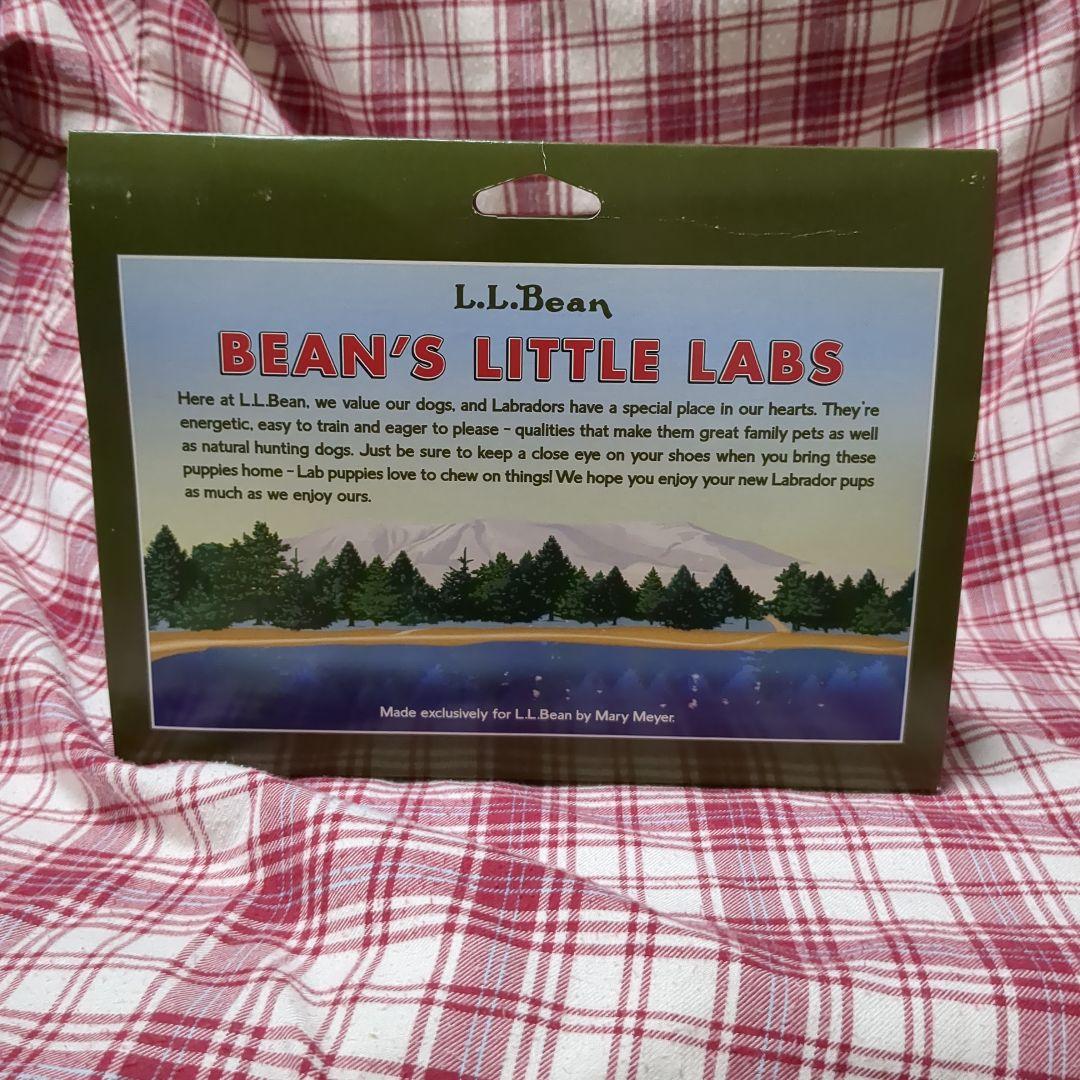 L.L.Bean
BEAN'S LITTLE LABS
Here at L.L.Bean, we value our dogs, and Labradors have a special place in our hearts. They're
energetic, easy to train and eager to please - qualities that make them great family pets as well
as natural hunting dogs. Just be sure to keep a close eye on your shoes when you bring these
puppies home - Lab puppies love to chew on things! We hope you enjoy your new Labrador pups
as much as we enjoy ours.
Made exclusively for L.L.Bean by Mary Meyer.